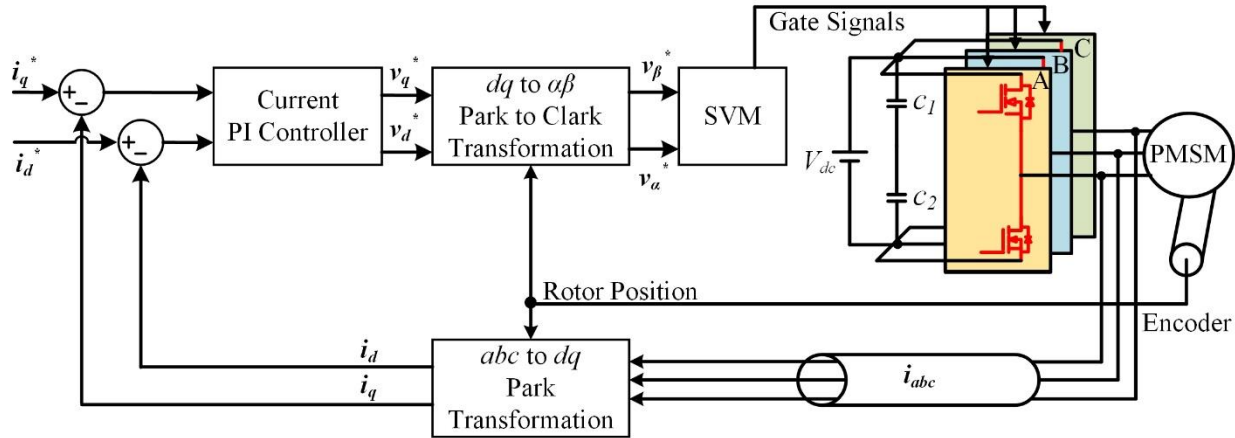 Gate Signals
C
B
A
i_q^*
i_d^*
+
−
+
−
Current
PI Controller
v_q^*
v_d^*
dq to αβ
Park to Clark
Transformation
v_β^*
v_α^*
SVM
V_dc
c_1
c_2
PMSM
Rotor Position
Encoder
i_d
i_q
abc to dq
Park
Transformation
i_abc